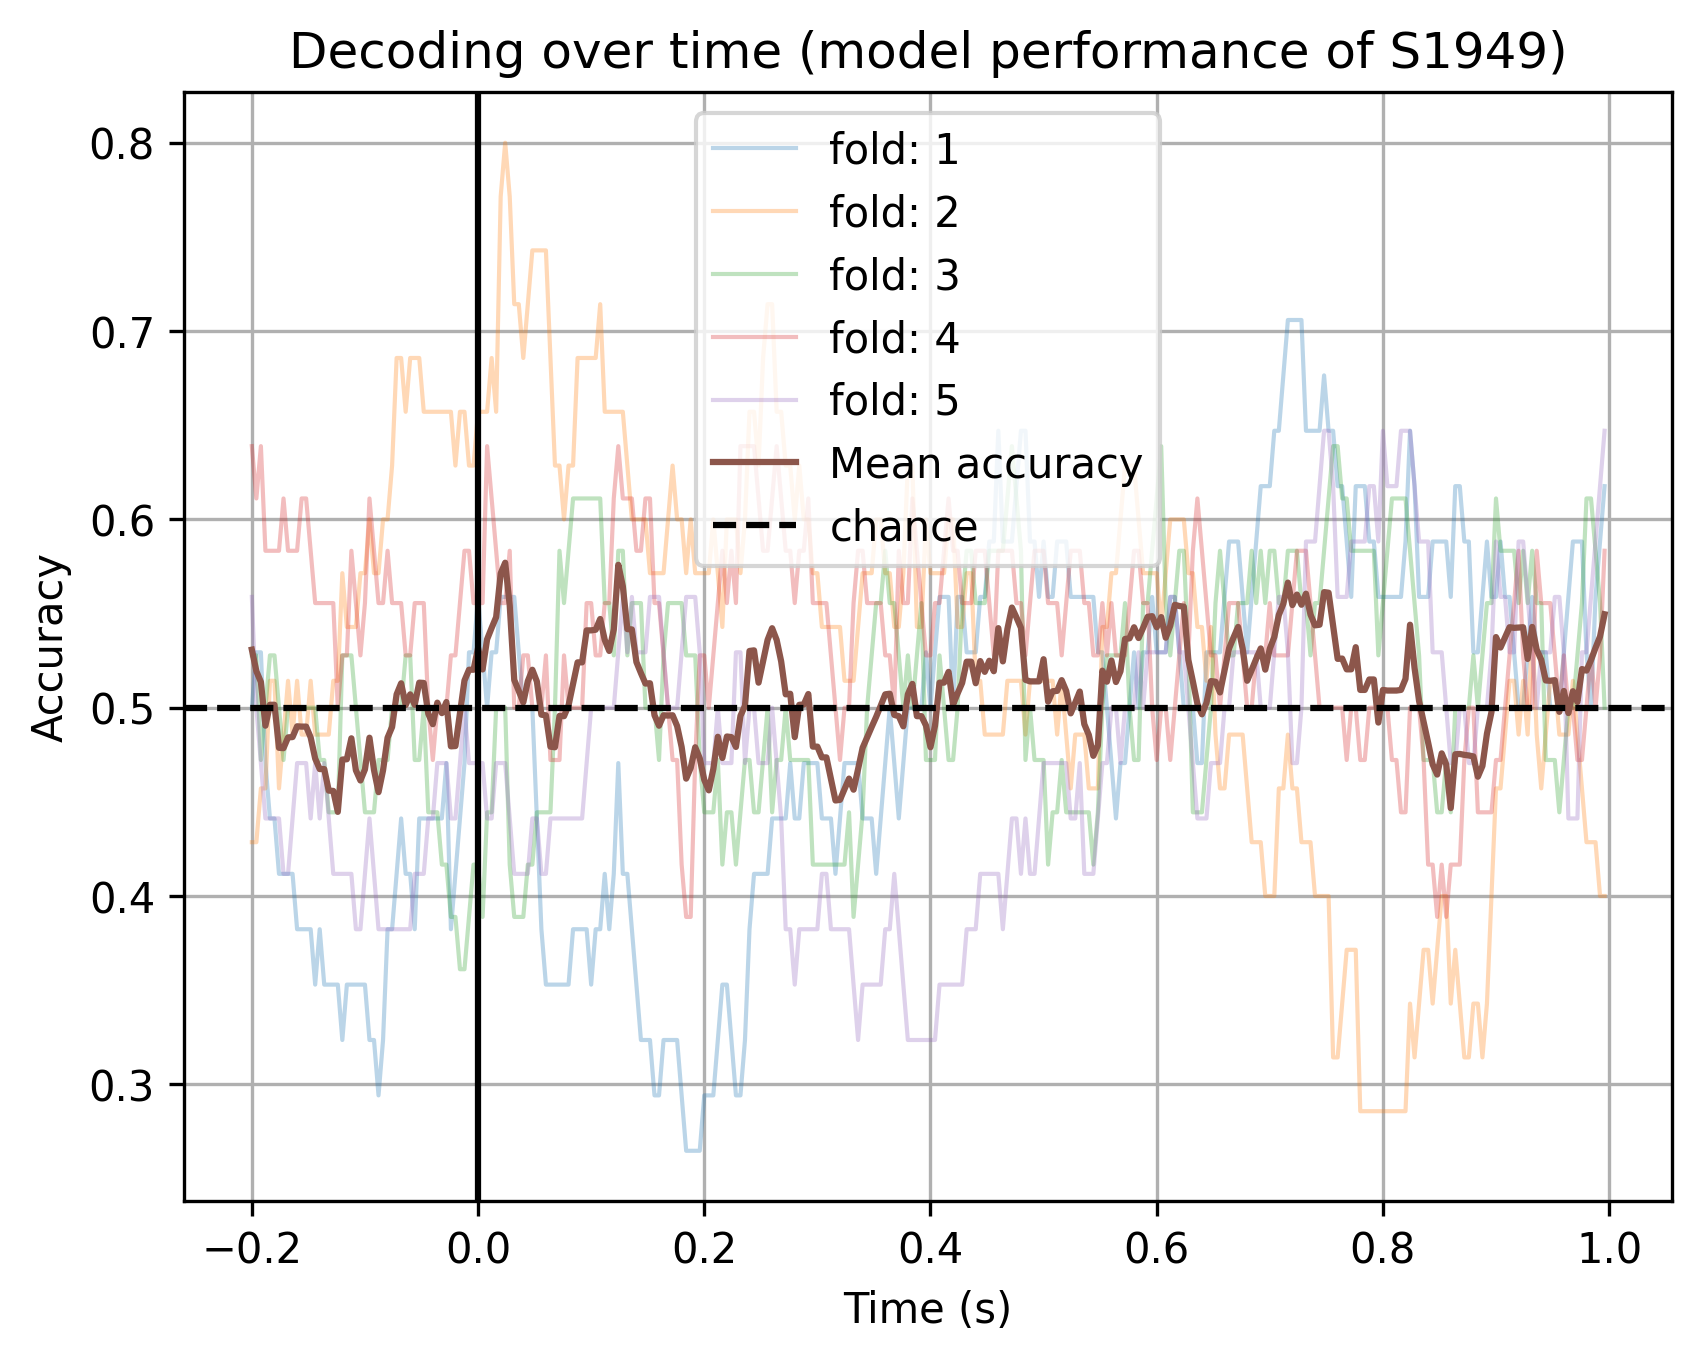 Decoding over time (model performance of S1949)
fold: 1
fold: 2
fold: 3
fold: 4
fold: 5
Mean accuracy
chance
Accuracy
0.8
0.7
0.6
0.5
0.4
0.3
−0.2
0.0
0.2
0.4
0.6
0.8
1.0
Time (s)